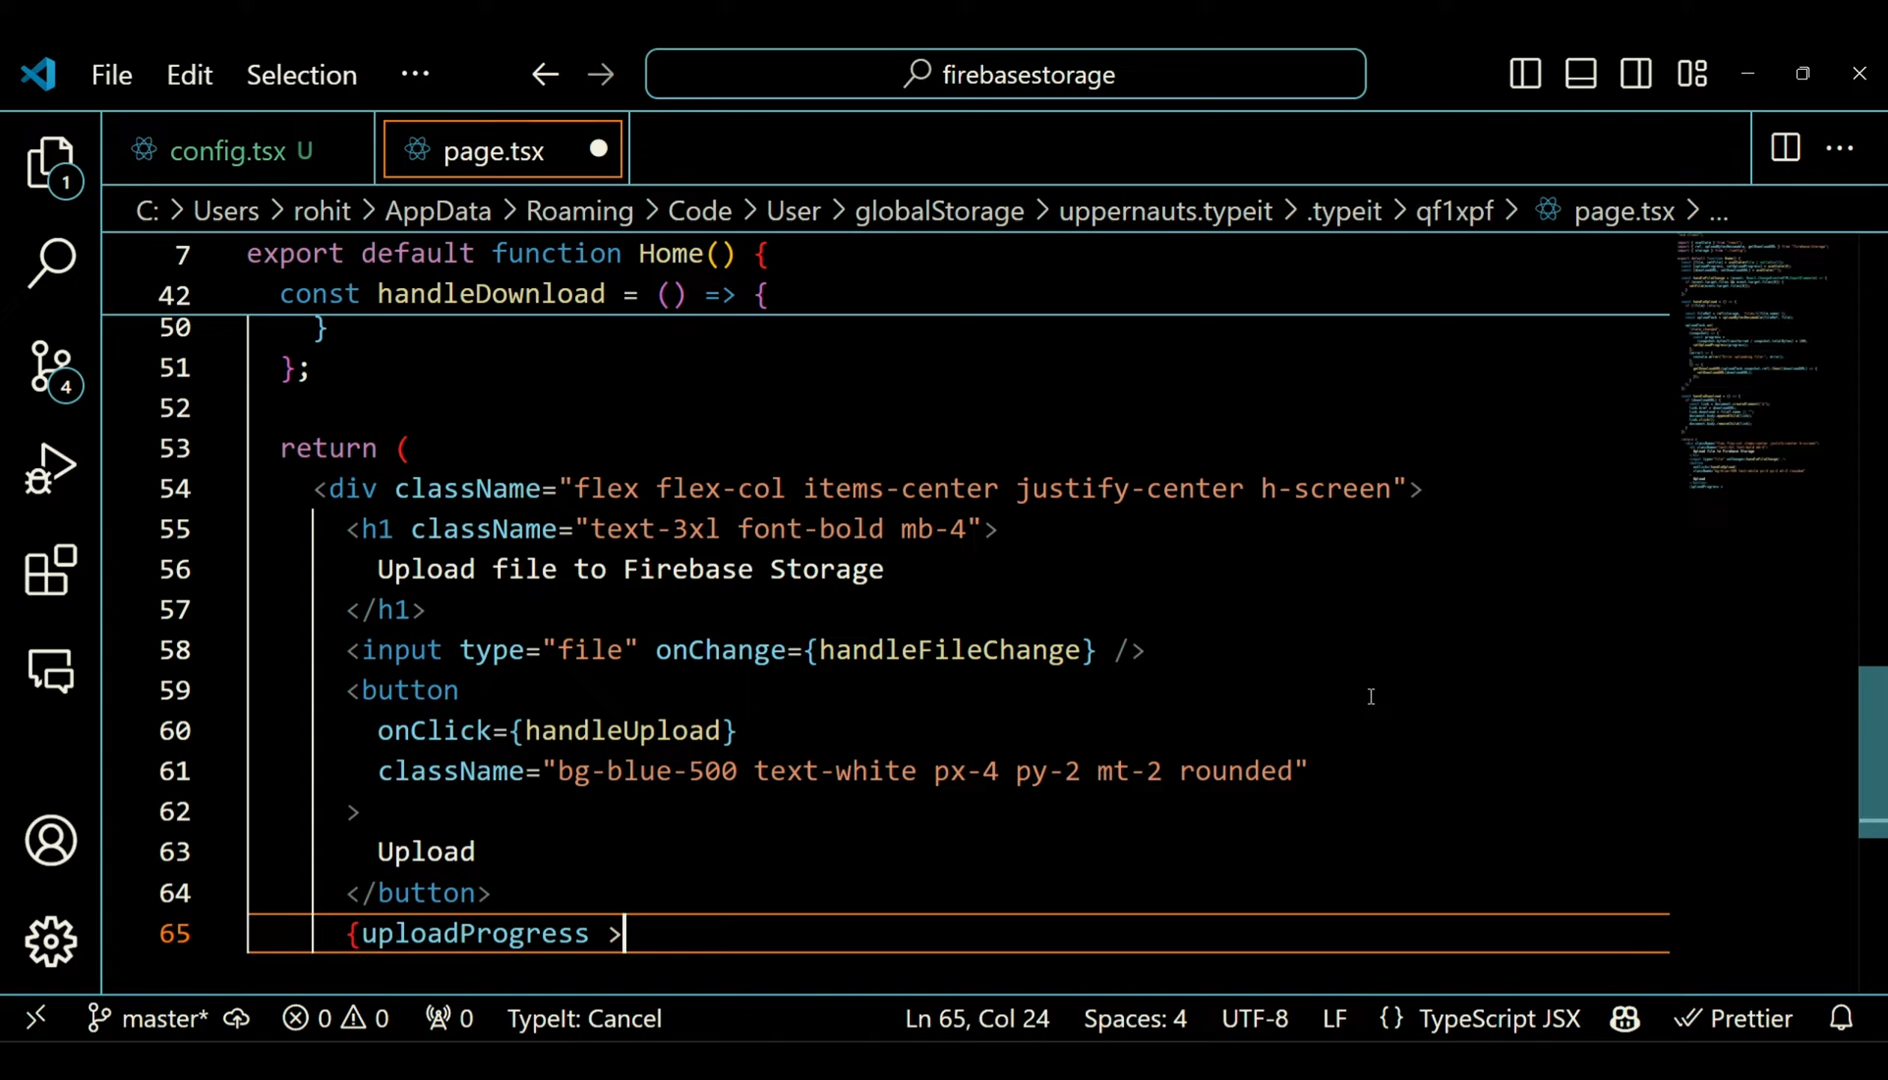 File Edit Selection ··· firebasestorage
config.tsx U page.tsx
C: > Users > rohit > AppData > Roaming > Code > User > globalStorage > uppernauts.typeit > .typeit > qf1xpf > page.tsx > ...
7 export default function Home() {
42 const handleDownload = () => {
50 }
51 };
52
53 return (
54 <div className="flex flex-col items-center justify-center h-screen">
55 <h1 className="text-3xl font-bold mb-4">
56 Upload file to Firebase Storage
57 </h1>
58 <input type="file" onChange={handleFileChange} />
59 <button
60 onClick={handleUpload}
61 className="bg-blue-500 text-white px-4 py-2 mt-2 rounded"
62 >
63 Upload
64 </button>
65 {uploadProgress >
1
4
master* 0 0 0 TypeIt: Cancel Ln 65, Col 24 Spaces: 4 UTF-8 LF {} TypeScript JSX Prettier